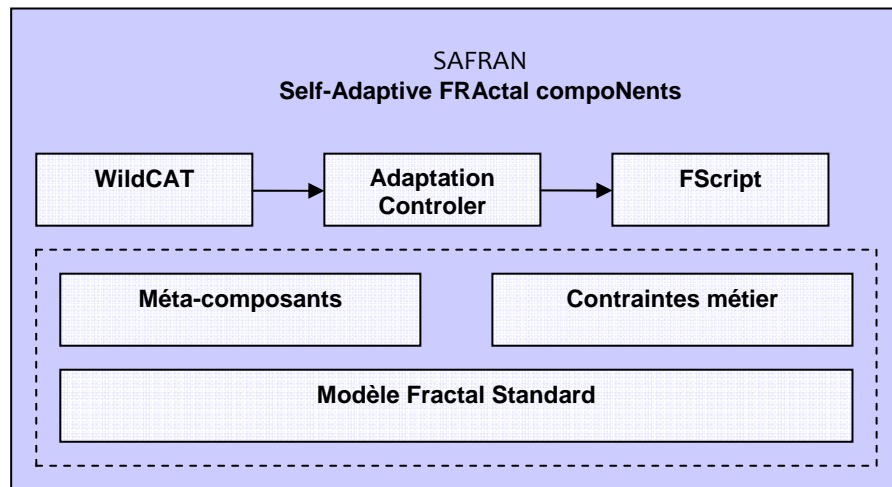 SAFRAN
Self-Adaptive FRActal compoNents
WildCAT
Adaptation
Controler
FScript
Méta-composants
Contraintes métier
Modèle Fractal Standard